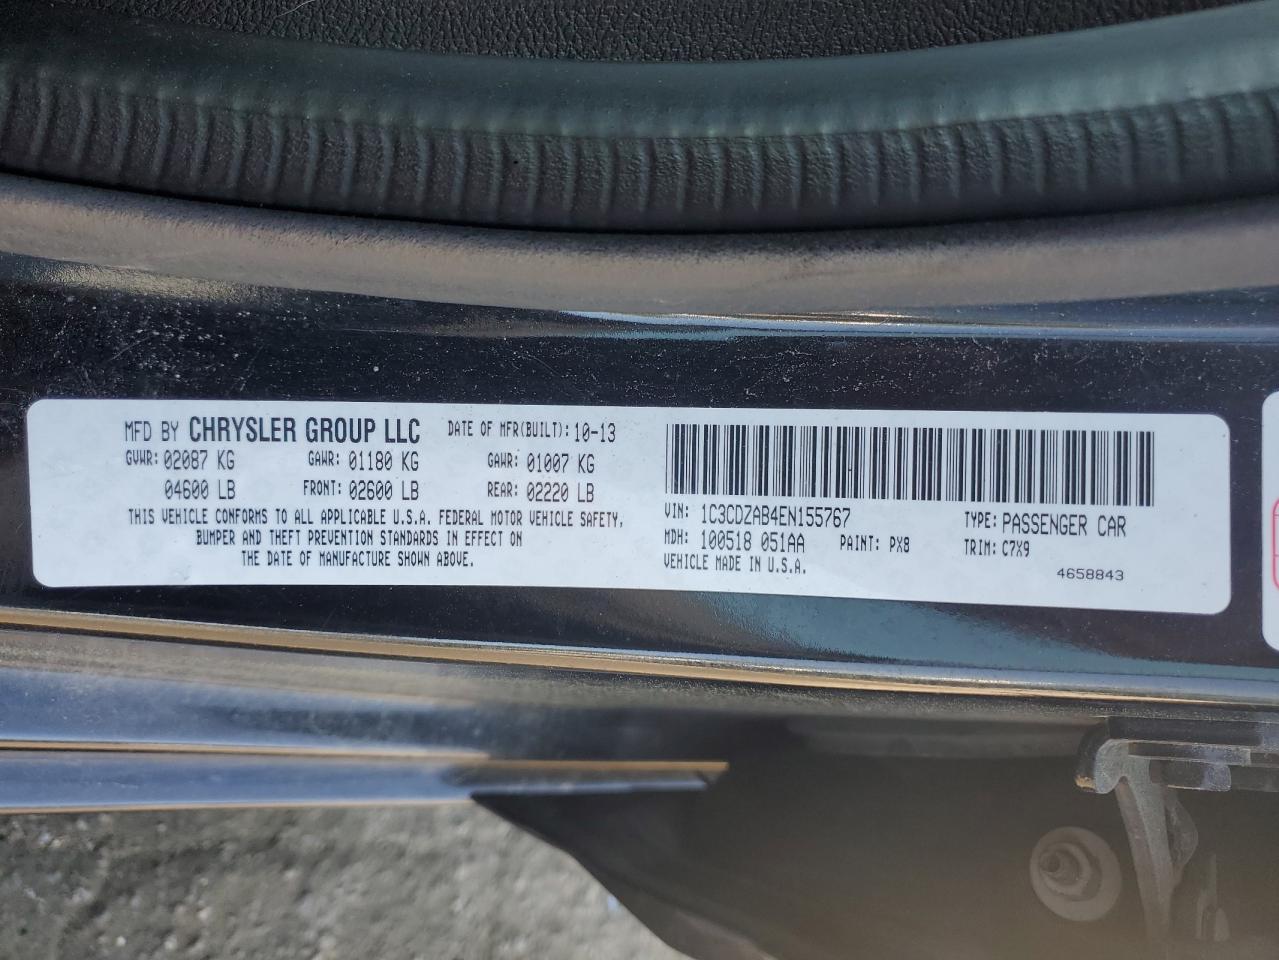 MFD BY CHRYSLER GROUP LLC DATE OF MFR(BUILT): 10-13
GVWR: 02087 KG GAWR: 01180 KG GAWR: 01007 KG
04600 LB FRONT: 02600 LB REAR: 02220 LB
THIS VEHICLE CONFORMS TO ALL APPLICABLE U.S.A. FEDERAL MOTOR VEHICLE SAFETY,
BUMPER AND THEFT PREVENTION STANDARDS IN EFFECT ON
THE DATE OF MANUFACTURE SHOWN ABOVE.
VIN: 1C3CDZAB4EN155767 TYPE: PASSENGER CAR
MDH: 100518 051AA PAINT: PX8 TRIM: C7X9
VEHICLE MADE IN U.S.A.
4658843